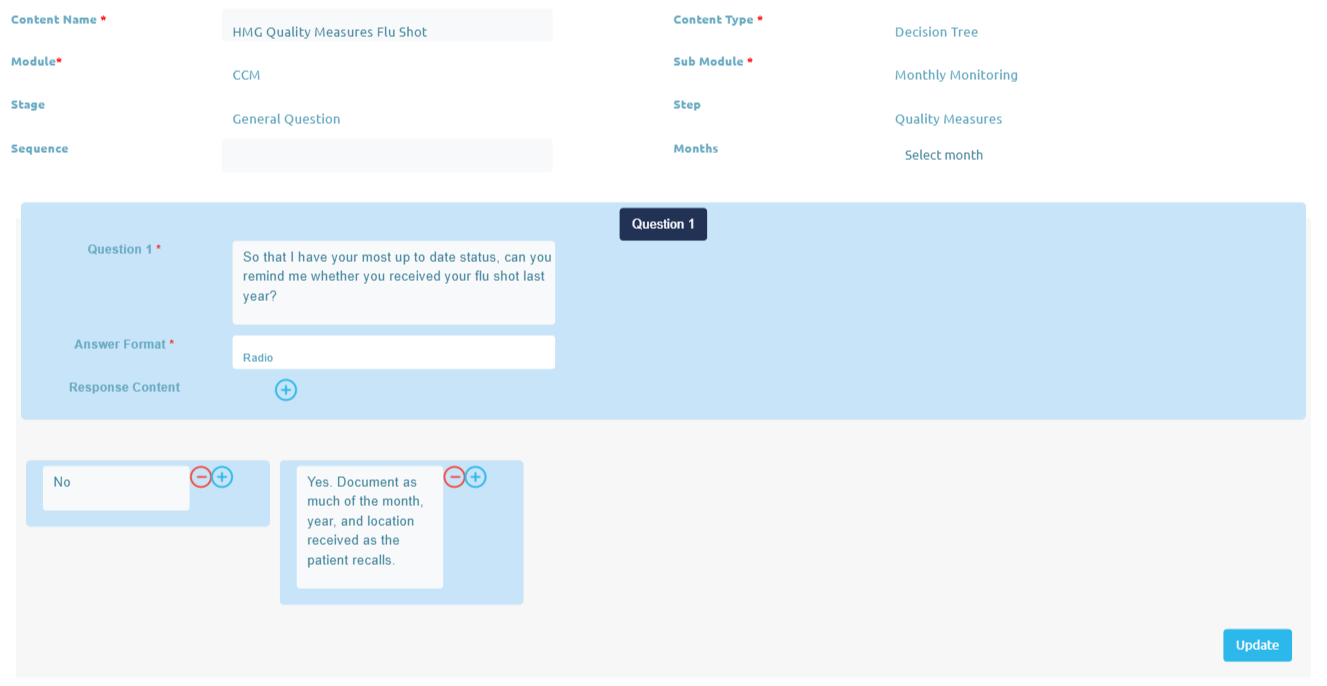 Content Name *
HMG Quality Measures Flu Shot
Content Type *
Decision Tree
Module*
CCM
Sub Module *
Monthly Monitoring
Stage
General Question
Step
Quality Measures
Sequence
Months
Select month
Question 1
Question 1 *
So that I have your most up to date status, can you
remind me whether you received your flu shot last
year?
Answer Format *
Radio
Response Content
No
Yes. Document as
much of the month,
year, and location
received as the
patient recalls.
Update